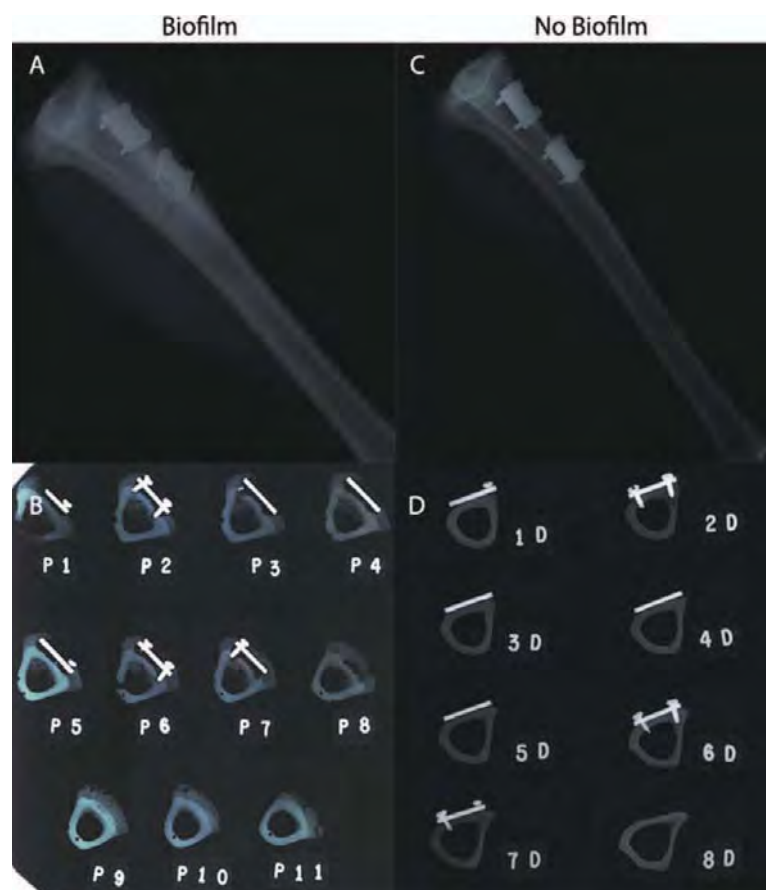 Biofilm No Biofilm
A C
B D
P 1 P 2 P 3 P 4
P 5 P 6 P 7 P 8
P 9 P 1 0 P 1 1
1 D 2 D
3 D 4 D
5 D 6 D
7 D 8 D